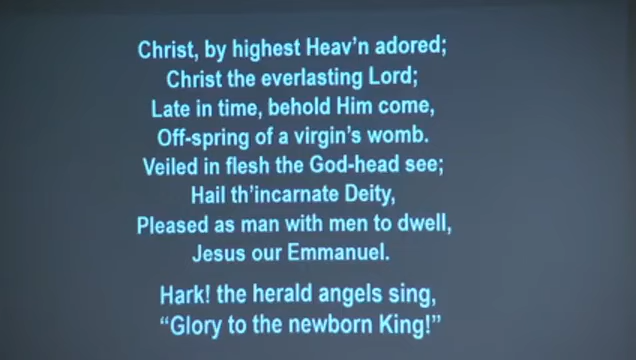 Christ, by highest Heav'n adored;
Christ the everlasting Lord;
Late in time, behold Him come,
Off-spring of a virgin's womb.
Veiled in flesh the God-head see;
Hail th'incarnate Deity,
Pleased as man with men to dwell,
Jesus our Emmanuel.
Hark! the herald angels sing,
“Glory to the newborn King!”